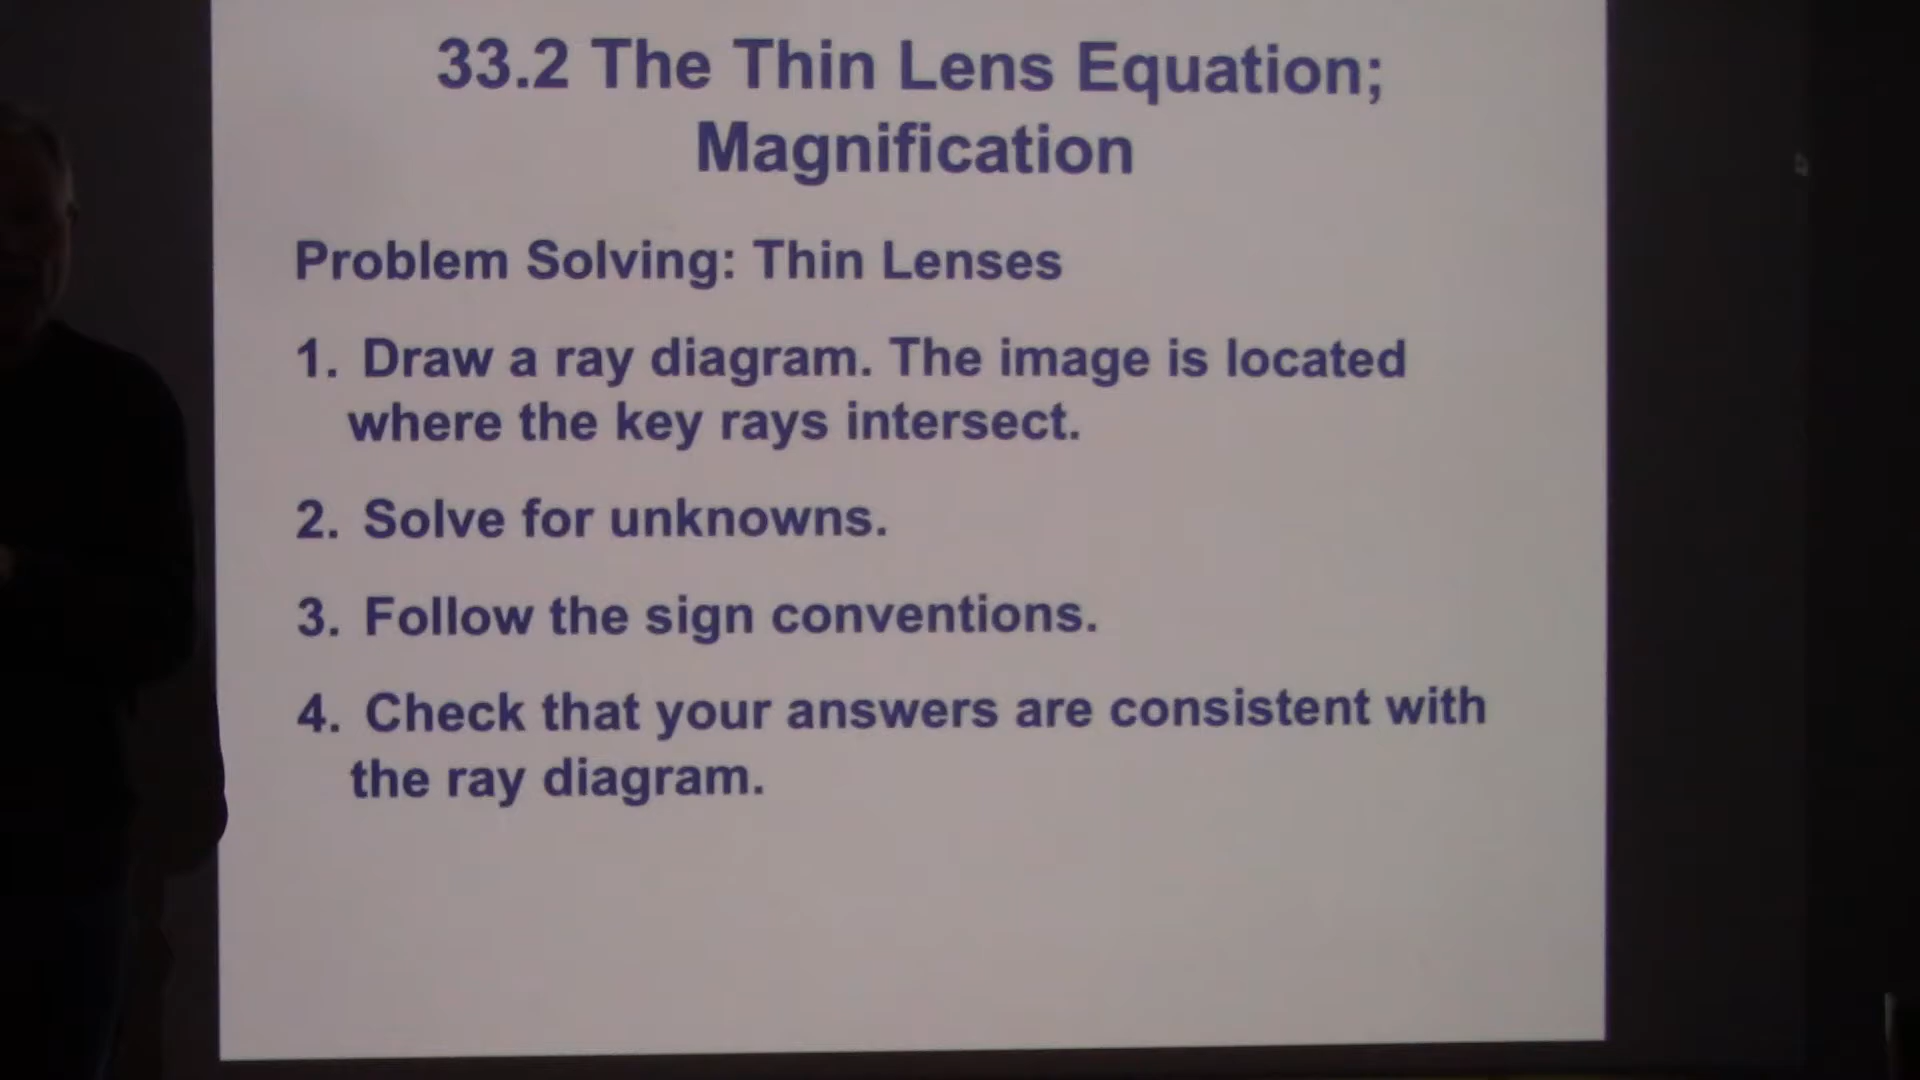 33.2 The Thin Lens Equation;
Magnification
Problem Solving: Thin Lenses
1. Draw a ray diagram. The image is located
where the key rays intersect.
2. Solve for unknowns.
3. Follow the sign conventions.
4. Check that your answers are consistent with
the ray diagram.